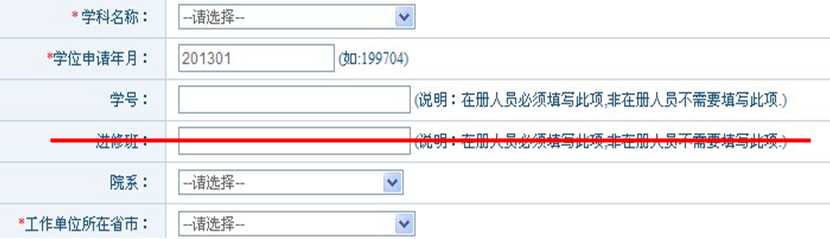 * 学科名称： --请选择--
*学位申请年月： 201301 (如:199704)
学号： (说明：在册人员必须填写此项,非在册人员不需要填写此项.)
进修班： (说明：在册人员必须填写此项,非在册人员不需要填写此项.)
院系： --请选择--
*工作单位所在省市： --请选择--